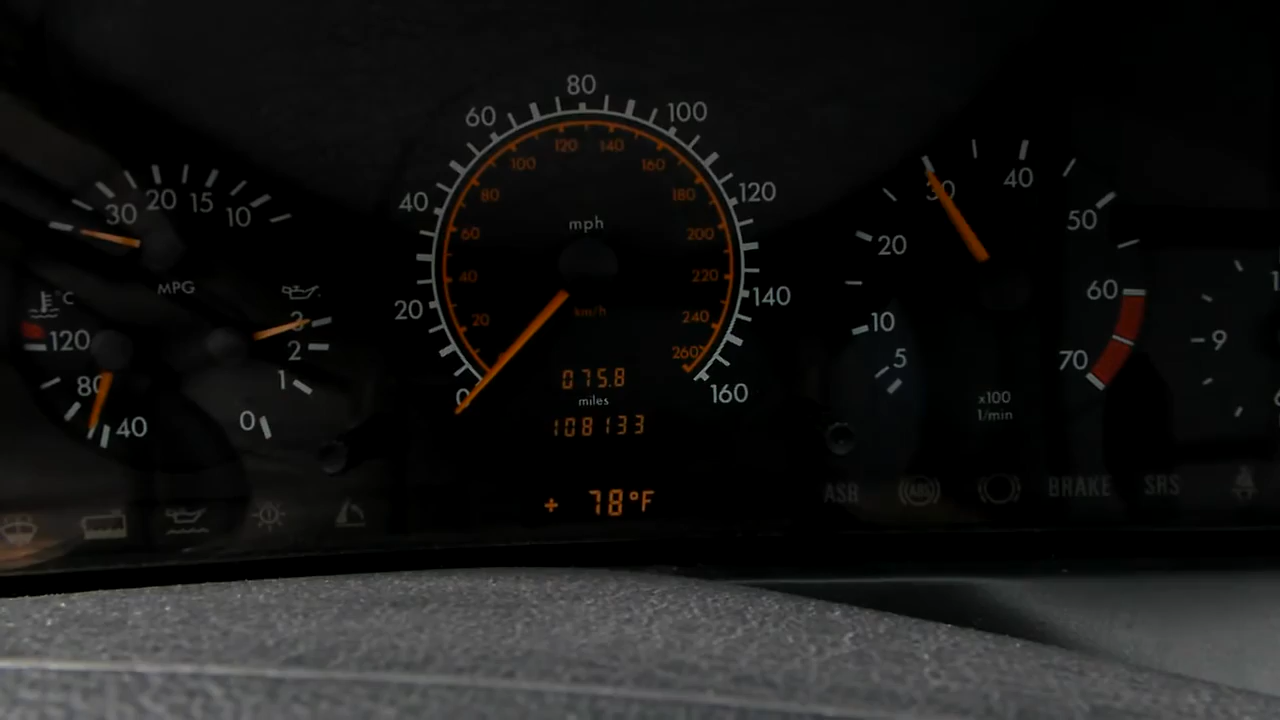 30 20 15 10
MPG
°C
120
80
40
3
2
1
0
0 20 40 60 80 100 120 140 160
20 40 60 80 100 120 140 160 180 200 220 240 260
mph
km/h
075.8
miles
108133
+ 78°F
5 10 20 30 40 50 60 70
x100
1/min
9
ASR
ABS
BRAKE
SRS